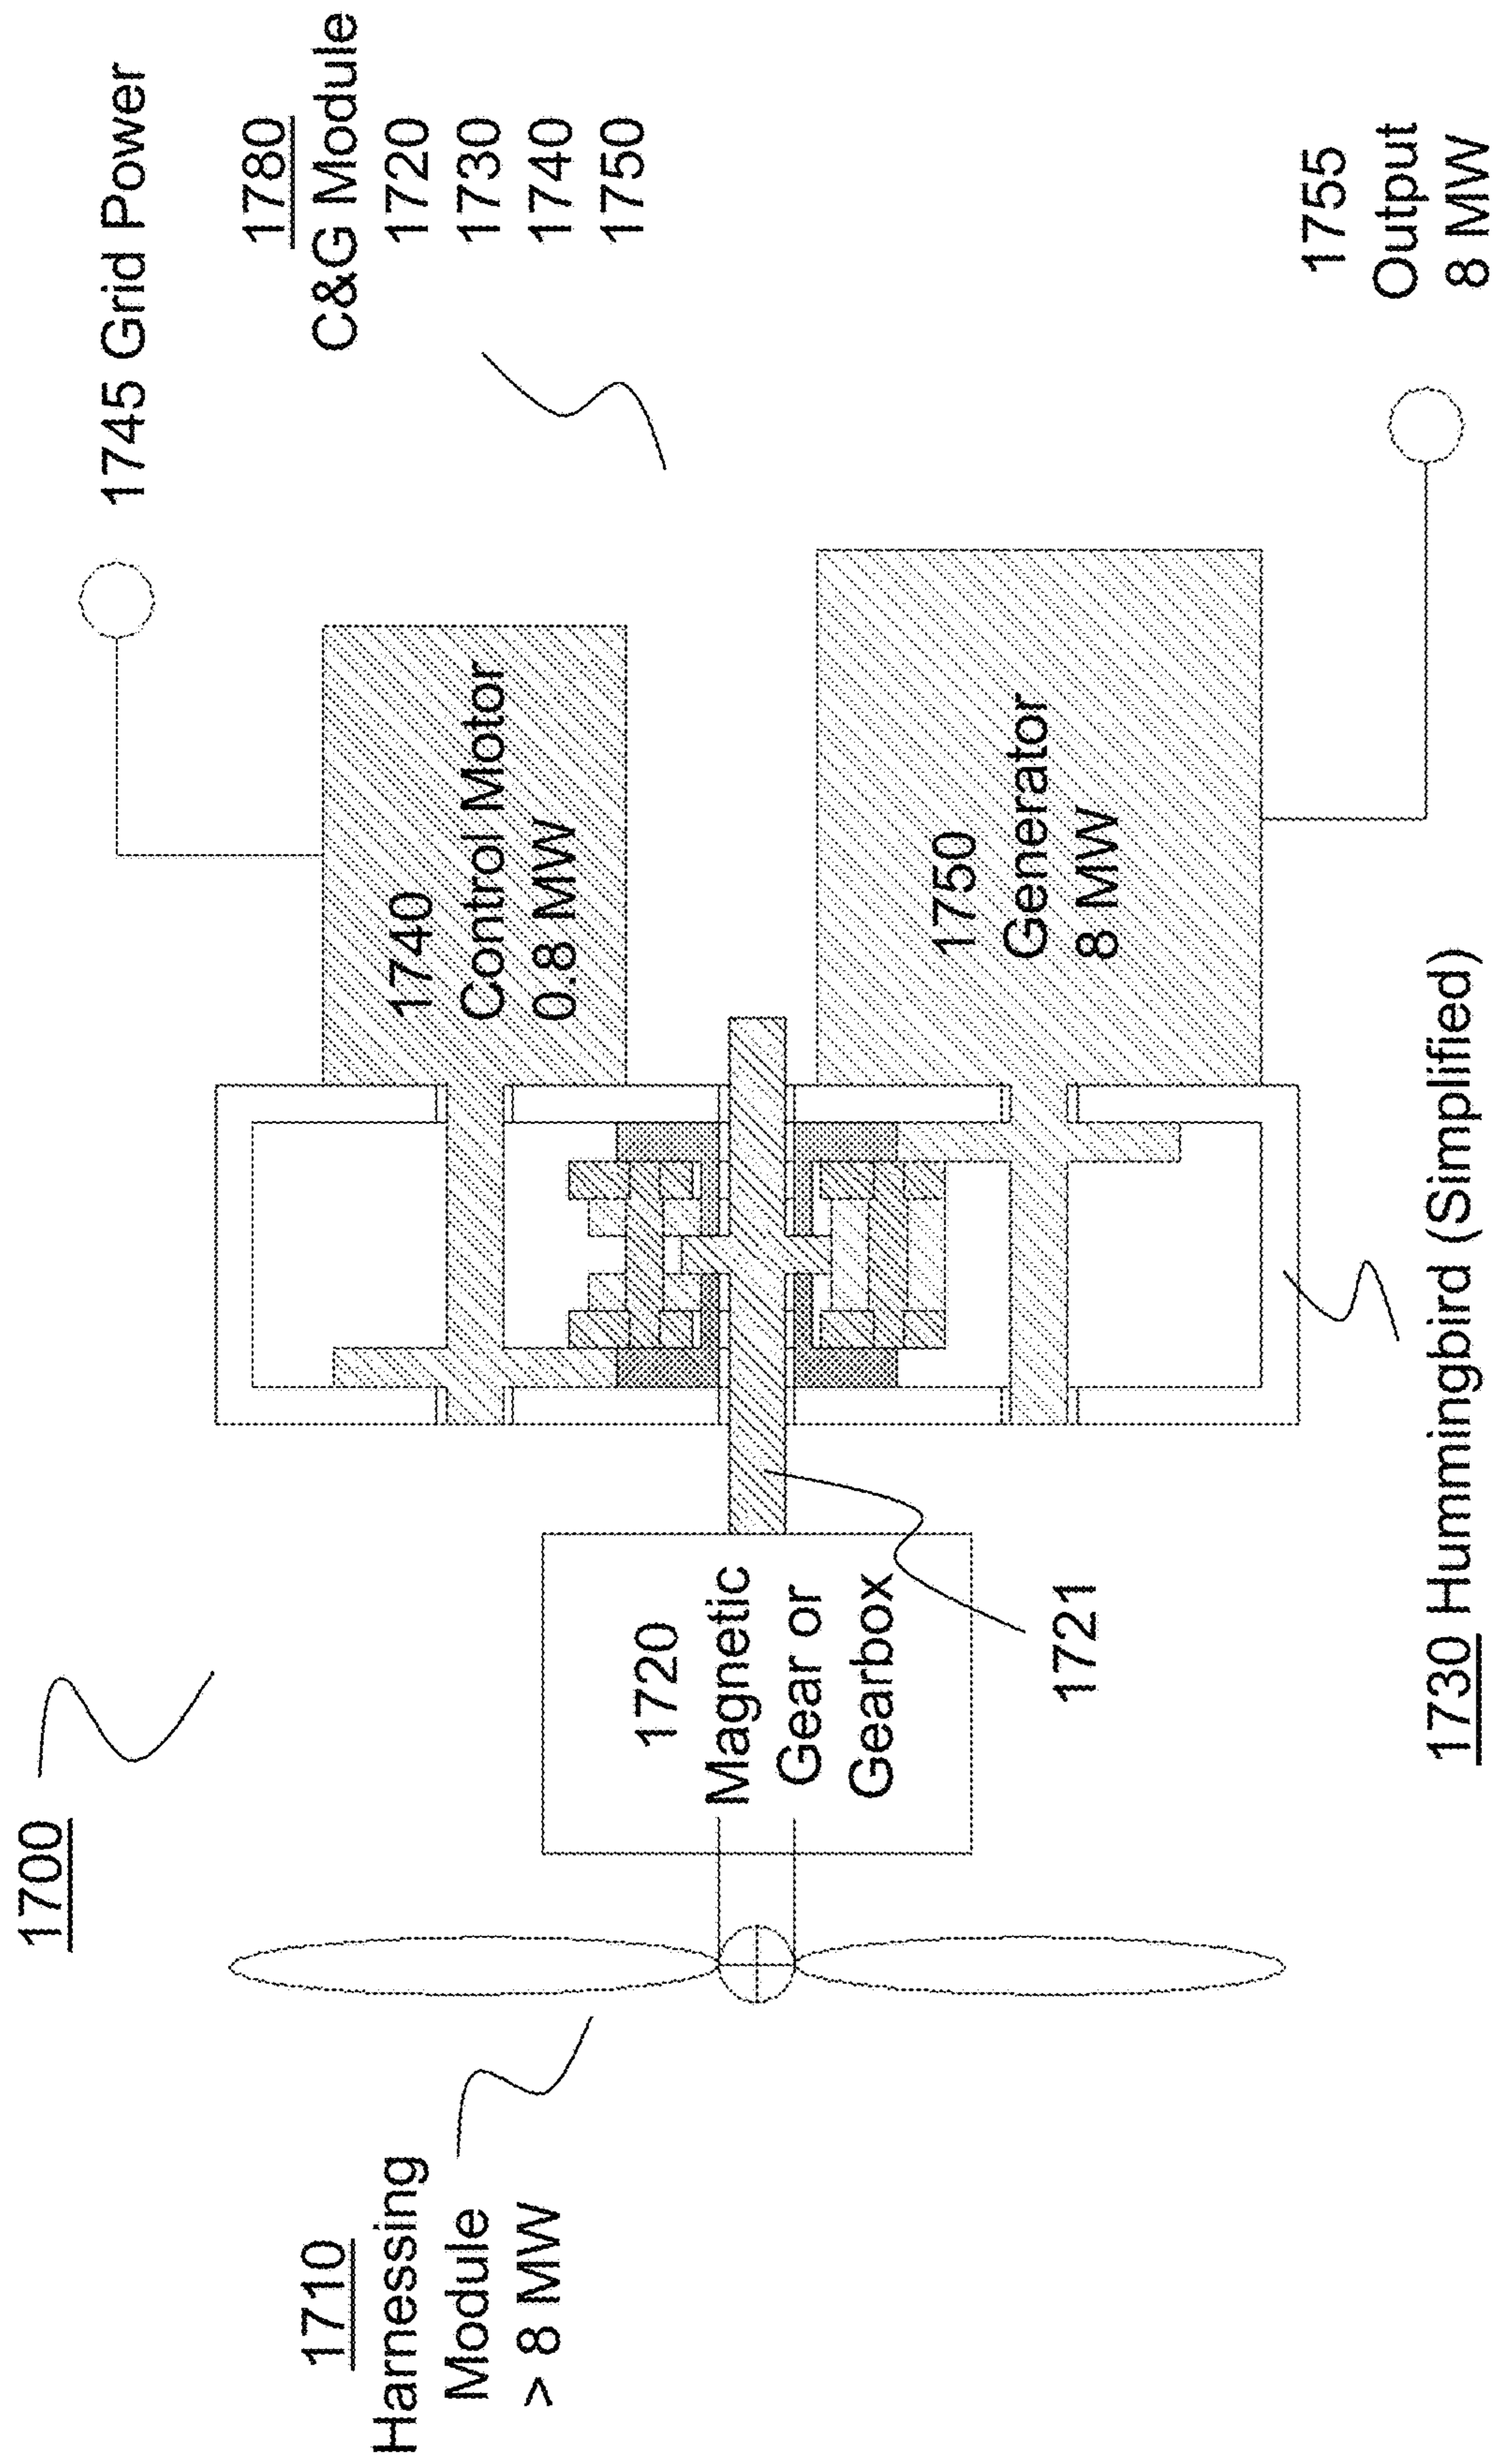 1700
1710
Harnessing
Module
> 8 MW
1720
Magnetic
Gear or
Gearbox
1721
1730 Hummingbird (Simplified)
1740
Control Motor
0.8 MW
1745 Grid Power
1750
Generator
8 MW
1780
C&G Module
1720
1730
1740
1750
1755
Output
8 MW